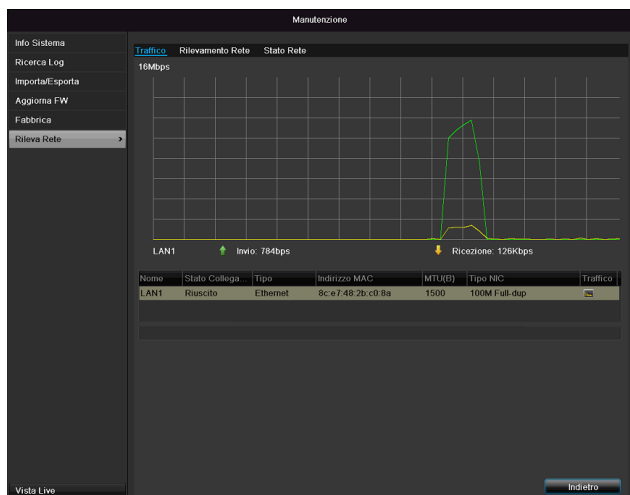 Manutenzione
Info Sistema
Ricerca Log
Importa/Esporta
Aggiorna FW
Fabbrica
Rileva Rete >
Traffico Rilevamento Rete Stato Rete
16Mbps
LAN1 Invio: 784bps Ricezione: 126Kbps
Nome Stato Collega... Tipo Indirizzo MAC MTU(B) Tipo NIC Traffico
LAN1 Riuscito Ethernet 8c:e7:48:2b:c0:8a 1500 100M Full-dup
Vista Live
Indietro